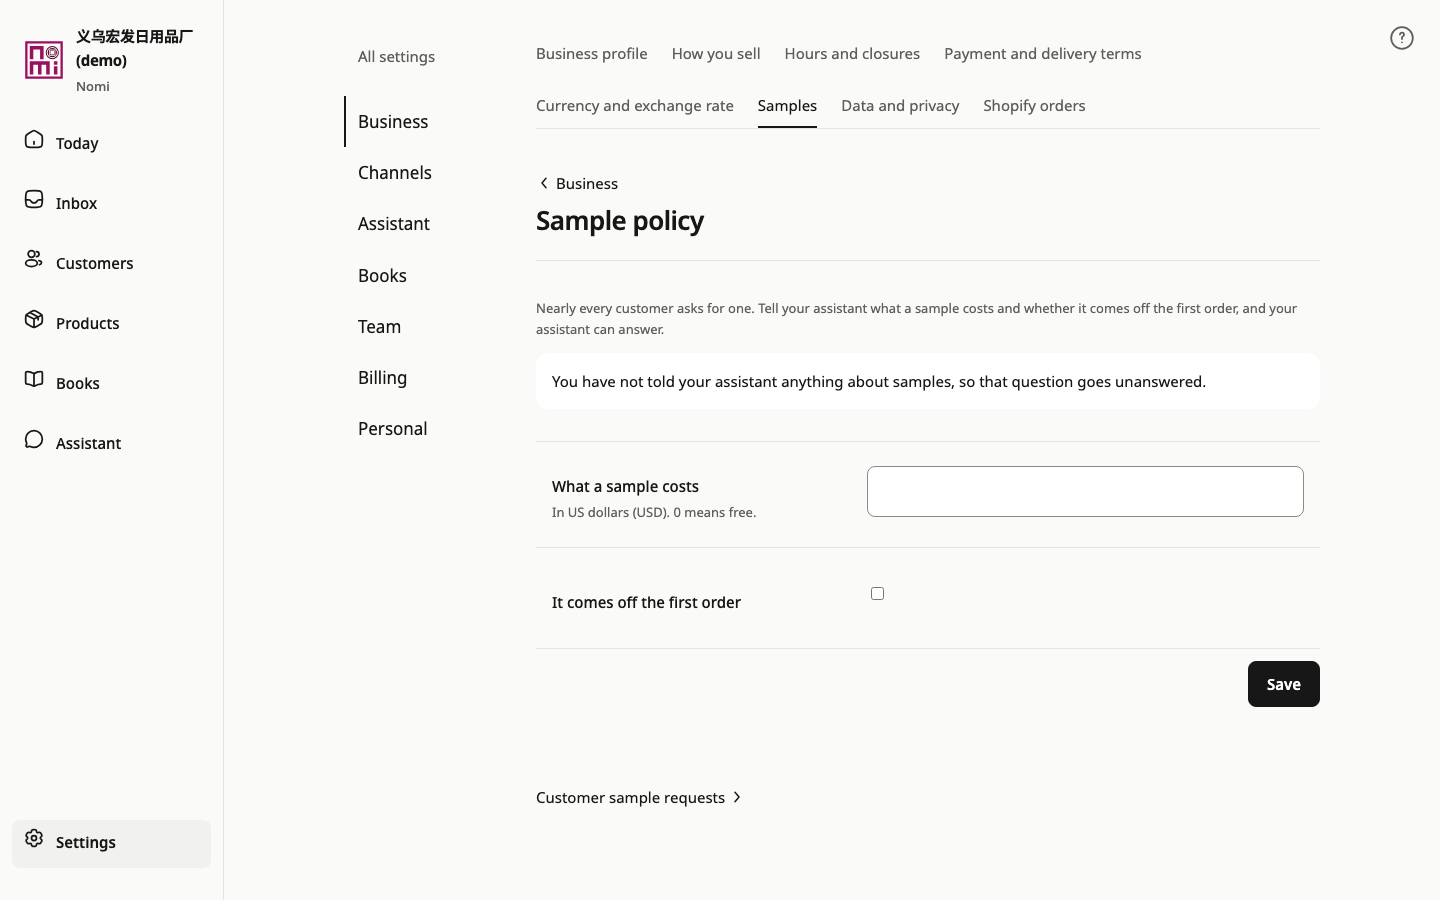 义乌宏发日用品厂
(demo)
Nomi
Today
Inbox
Customers
Products
Books
Assistant
Settings
All settings
Business
Channels
Assistant
Books
Team
Billing
Personal
Business profile How you sell Hours and closures Payment and delivery terms
Currency and exchange rate Samples Data and privacy Shopify orders
Business
Sample policy
Nearly every customer asks for one. Tell your assistant what a sample costs and whether it comes off the first order, and your
assistant can answer.
You have not told your assistant anything about samples, so that question goes unanswered.
What a sample costs
In US dollars (USD). 0 means free.
It comes off the first order
Save
Customer sample requests